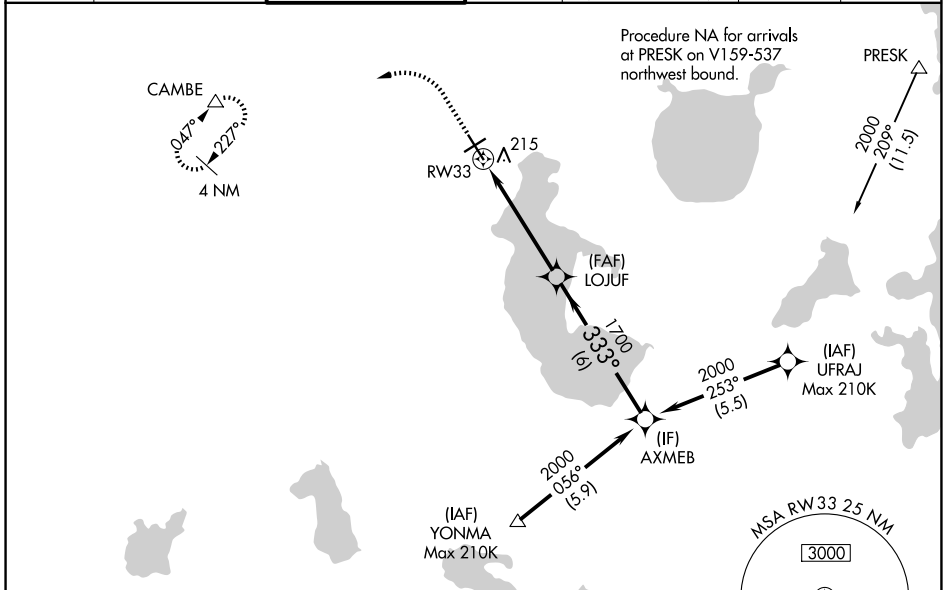 Procedure NA for arrivals
at PRESK on V159-537
northwest bound.
PRESK
2000
209°
(11.5)
CAMBE
047°
227°
4 NM
215
RW33
(FAF)
LOJUF
1700
333°
(6)
2000
253°
(5.5)
(IAF)
UFRAJ
Max 210K
(IF)
AXMEB
2000
056°
(5.9)
(IAF)
YONMA
Max 210K
MSA RW33 25 NM
3000